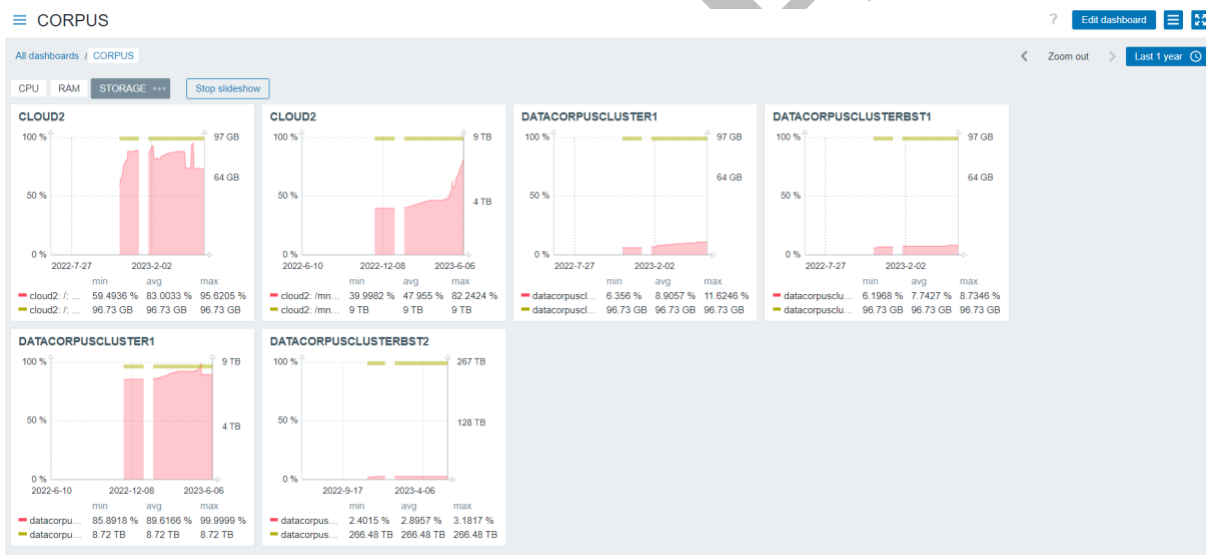 CORPUS
? Edit dashboard
All dashboards / CORPUS
Zoom out Last 1 year
CPU RAM STORAGE ••• Stop slideshow
CLOUD2
100 % 97 GB
64 GB
50 %
0 %
2022-7-27 2023-2-02
min avg max
cloud2: /: ... 59.4936 % 83.0033 % 95.6205 %
cloud2: /: ... 96.73 GB 96.73 GB 96.73 GB
CLOUD2
100 % 9 TB
50 % 4 TB
0 %
2022-6-10 2022-12-08 2023-6-06
min avg max
cloud2: /mn... 39.9982 % 47.955 % 82.2424 %
cloud2: /mn... 9 TB 9 TB 9 TB
DATACORPUSCLUSTER1
100 % 97 GB
64 GB
50 %
0 %
2022-7-27 2023-2-02
min avg max
datacorpuscl... 6.356 % 8.9057 % 11.6246 %
datacorpuscl... 96.73 GB 96.73 GB 96.73 GB
DATACORPUSCLUSTERBST1
100 % 97 GB
64 GB
50 %
0 %
2022-7-27 2023-2-02
min avg max
datacorpusclu... 6.1968 % 7.7427 % 8.7346 %
datacorpusclu... 96.73 GB 96.73 GB 96.73 GB
DATACORPUSCLUSTER1
100 % 9 TB
50 % 4 TB
0 %
2022-6-10 2022-12-08 2023-6-06
min avg max
datacorpu... 85.8918 % 89.6166 % 99.9999 %
datacorpu... 8.72 TB 8.72 TB 8.72 TB
DATACORPUSCLUSTERBST2
100 % 267 TB
50 % 128 TB
0 %
2022-9-17 2023-4-06
min avg max
datacorpus... 2.4015 % 2.8957 % 3.1817 %
datacorpus... 266.48 TB 266.48 TB 266.48 TB